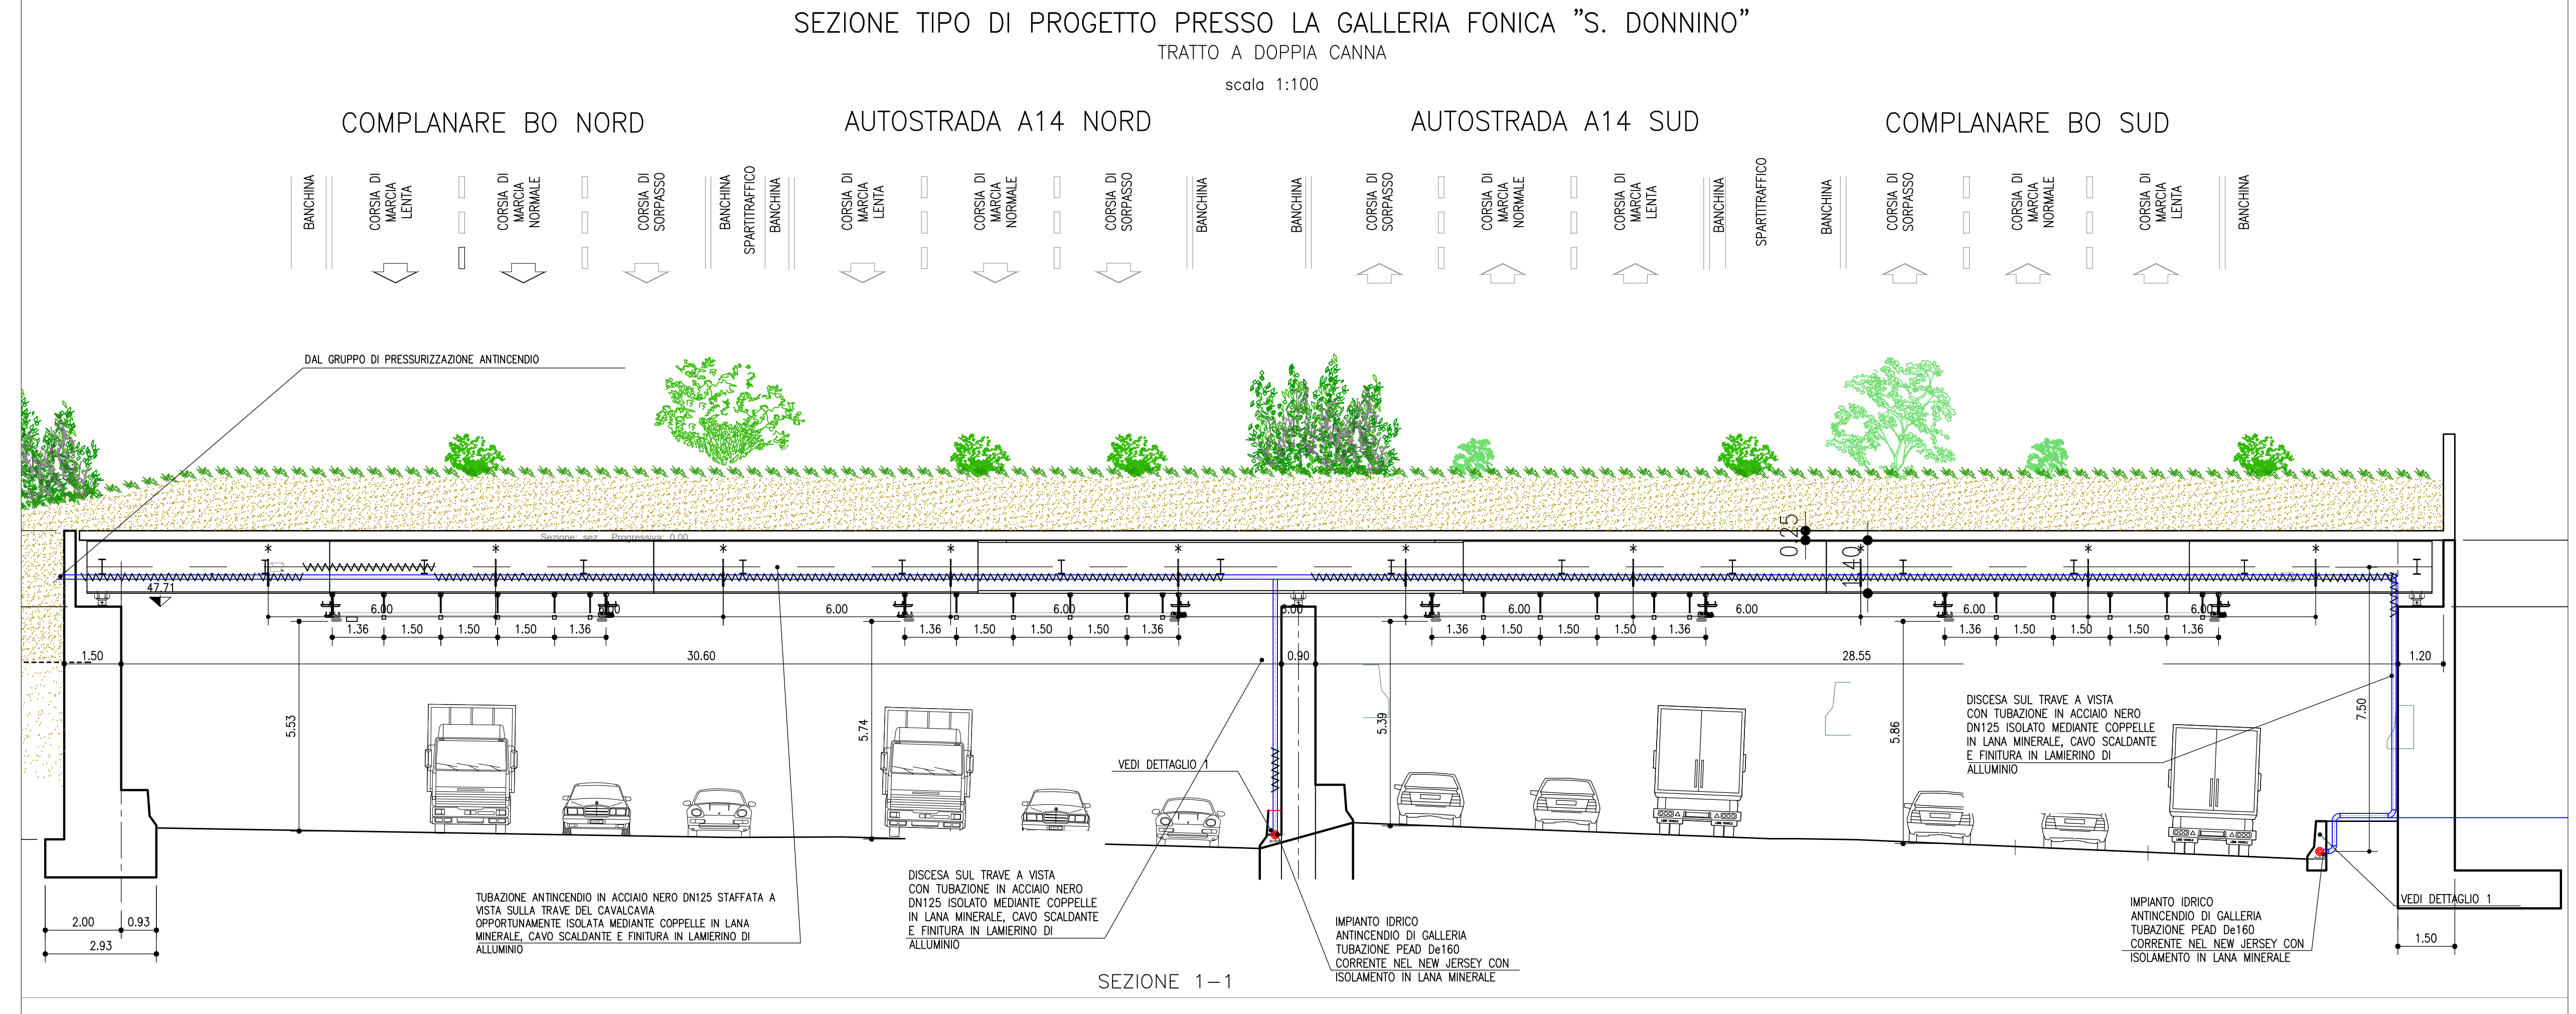 SEZIONE TIPO DI PROGETTO PRESSO LA GALLERIA FONICA "S. DONNINO"
TRATTO A DOPPIA CANNA
scala 1:100
COMPLANARE BO NORD
AUTOSTRADA A14 NORD
AUTOSTRADA A14 SUD
COMPLANARE BO SUD
BANCHINA
CORSIA DI
MARCIA
LENTA
CORSIA DI
MARCIA
NORMALE
CORSIA DI
SORPASSO
BANCHINA
SPARTITRAFFICO
BANCHINA
CORSIA DI
MARCIA
LENTA
CORSIA DI
MARCIA
NORMALE
CORSIA DI
SORPASSO
BANCHINA
BANCHINA
CORSIA DI
SORPASSO
CORSIA DI
MARCIA
NORMALE
CORSIA DI
MARCIA
LENTA
BANCHINA
SPARTITRAFFICO
BANCHINA
CORSIA DI
SORPASSO
CORSIA DI
MARCIA
NORMALE
CORSIA DI
MARCIA
LENTA
BANCHINA
DAL GRUPPO DI PRESSURIZZAZIONE ANTINCENDIO
Sezione: sez Progressiva: 0.00
0.25
1.40
47.71
6.00
6.00
6.00
6.00
6.00
6.00
6.00
6.00
6.00
1.36
1.50
1.50
1.50
1.36
1.36
1.50
1.50
1.50
1.36
1.36
1.50
1.50
1.50
1.36
1.36
1.50
1.50
1.50
1.36
1.50
30.60
0.90
28.55
1.20
5.53
5.74
5.39
5.86
7.50
VEDI DETTAGLIO 1
DISCESA SUL TRAVE A VISTA
CON TUBAZIONE IN ACCIAIO NERO
DN125 ISOLATO MEDIANTE COPPELLE
IN LANA MINERALE, CAVO SCALDANTE
E FINITURA IN LAMIERINO DI
ALLUMINIO
TUBAZIONE ANTINCENDIO IN ACCIAIO NERO DN125 STAFFATA A
VISTA SULLA TRAVE DEL CAVALCAVIA
OPPORTUNAMENTE ISOLATA MEDIANTE COPPELLE IN LANA
MINERALE, CAVO SCALDANTE E FINITURA IN LAMIERINO DI
ALLUMINIO
DISCESA SUL TRAVE A VISTA
CON TUBAZIONE IN ACCIAIO NERO
DN125 ISOLATO MEDIANTE COPPELLE
IN LANA MINERALE, CAVO SCALDANTE
E FINITURA IN LAMIERINO DI
ALLUMINIO
IMPIANTO IDRICO
ANTINCENDIO DI GALLERIA
TUBAZIONE PEAD De160
CORRENTE NEL NEW JERSEY CON
ISOLAMENTO IN LANA MINERALE
IMPIANTO IDRICO
ANTINCENDIO DI GALLERIA
TUBAZIONE PEAD De160
CORRENTE NEL NEW JERSEY CON
ISOLAMENTO IN LANA MINERALE
VEDI DETTAGLIO 1
2.00
0.93
2.93
1.50
SEZIONE 1-1